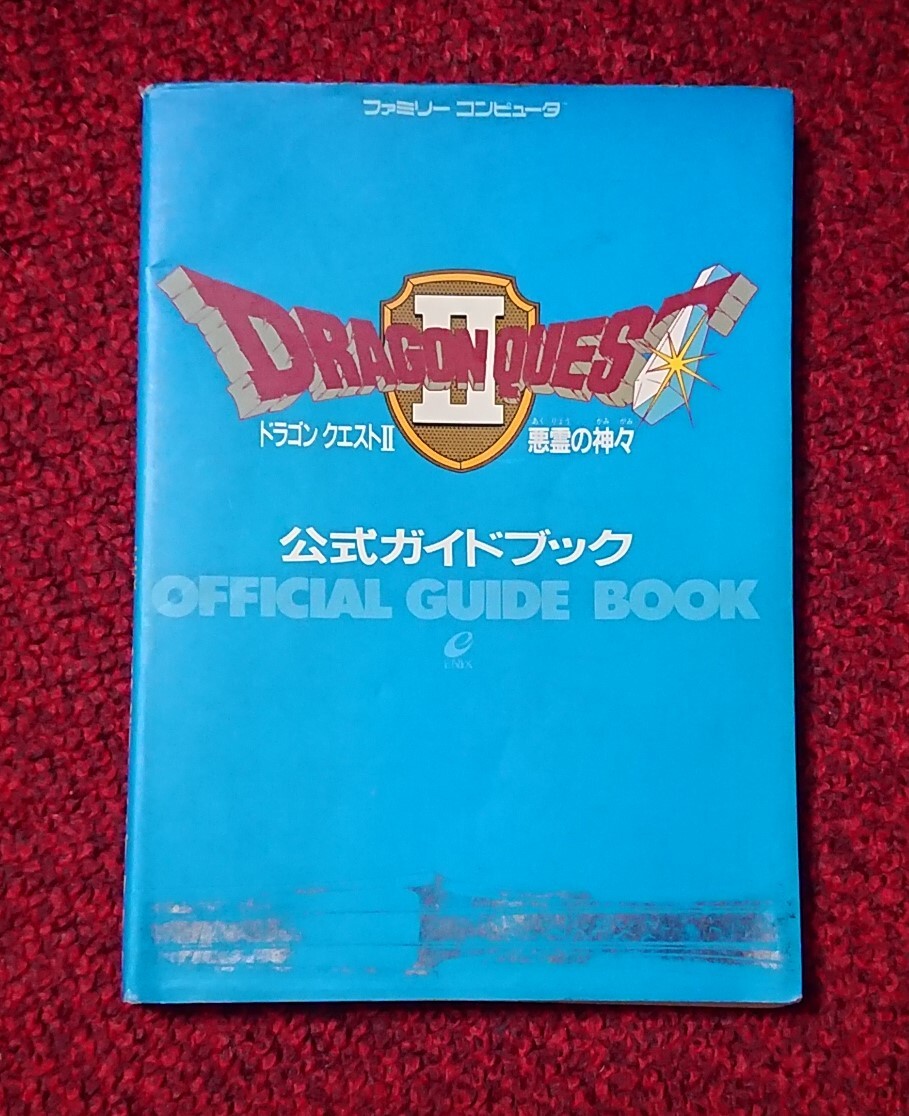 ファミリー コンピュータ
DRAGON QUEST
II
ドラゴン クエストII
あくりょう かみがみ
悪霊の神々
公式ガイドブック
OFFICIAL GUIDE BOOK
ENIX